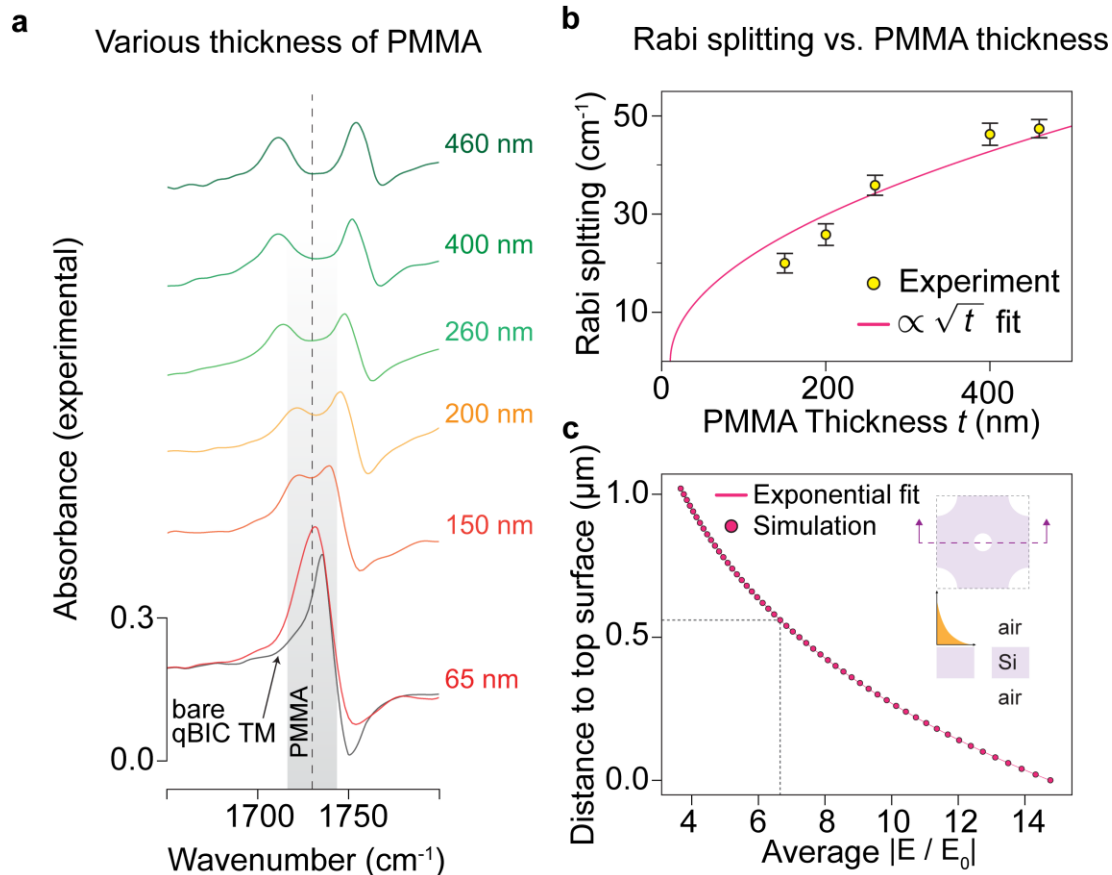 a
Various thickness of PMMA
460 nm
400 nm
260 nm
200 nm
150 nm
65 nm
0.3
0.0
bare
qBIC TM
PMMA
1700
1750
Wavenumber (cm⁻¹)
Absorbance (experimental)
b
Rabi splitting vs. PMMA thickness
50
30
10
0
200
400
Rabi spltting (cm⁻¹)
Experiment
∝ √t fit
PMMA Thickness t (nm)
c
Distance to top surface (µm)
1.0
0.5
0.0
Exponential fit
Simulation
air
Si
air
4
6
8
10
12
14
Average |E / E₀|